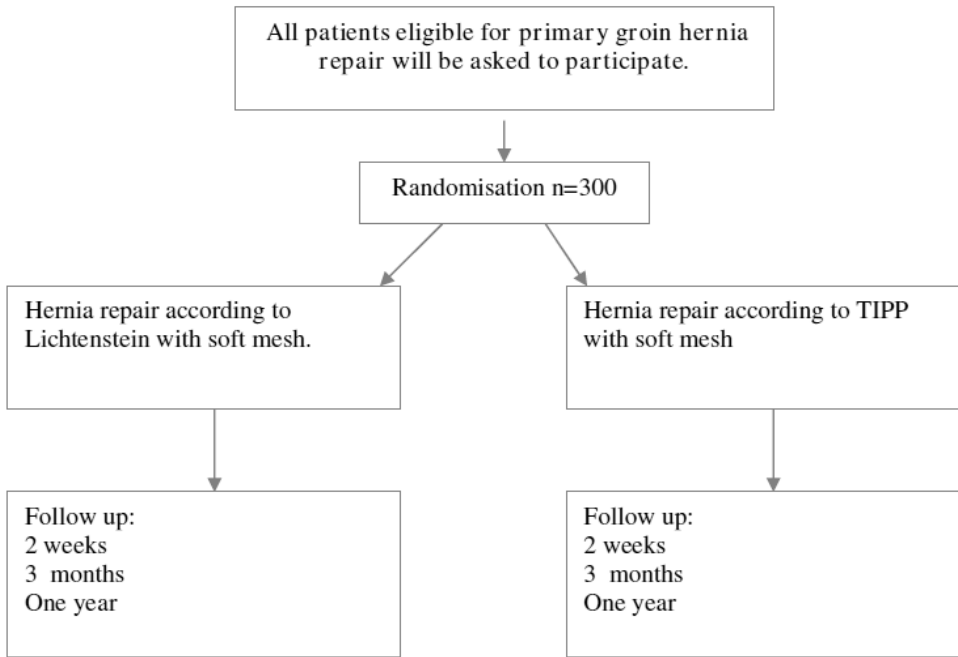 All patients eligible for primary groin hernia
repair will be asked to participate.
Randomisation n=300
Hernia repair according to
Lichtenstein with soft mesh.
Hernia repair according to TIPP
with soft mesh
Follow up:
2 weeks
3 months
One year
Follow up:
2 weeks
3 months
One year